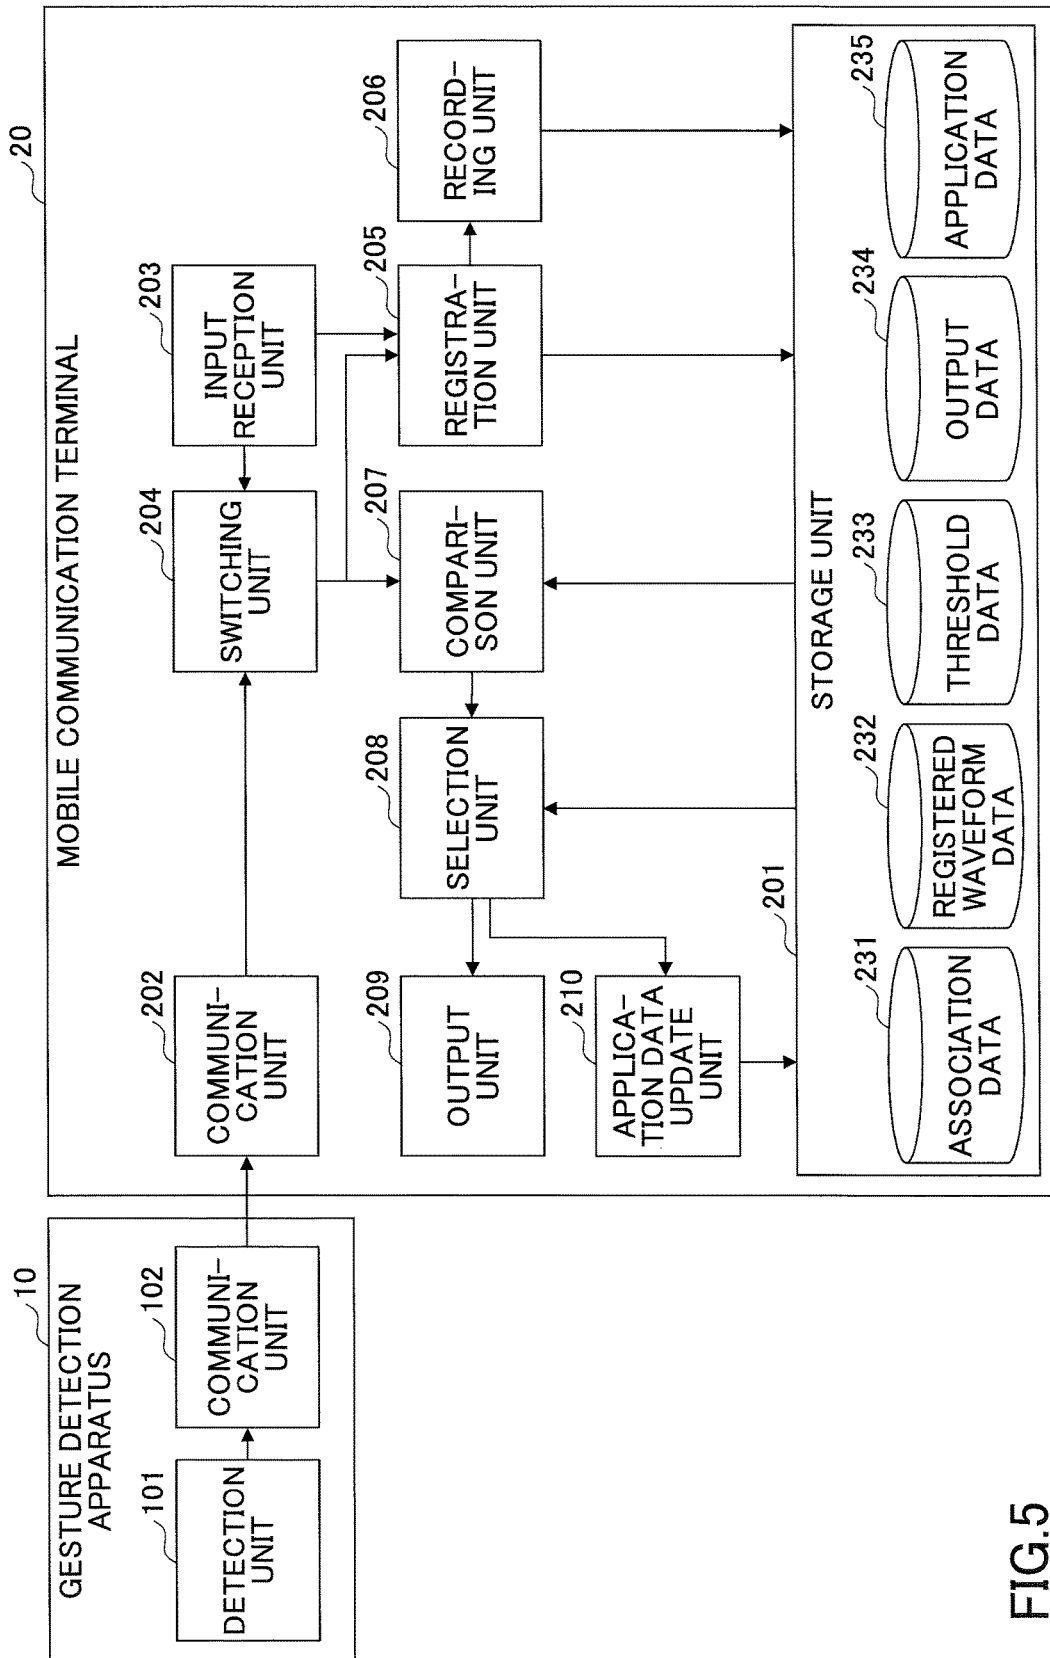 GESTURE DETECTION
APPARATUS
10
101
DETECTION
UNIT
102
COMMUNI-
CATION
UNIT
MOBILE COMMUNICATION TERMINAL
20
202
COMMUNI-
CATION
UNIT
204
SWITCHING
UNIT
203
INPUT
RECEPTION
UNIT
209
OUTPUT
UNIT
208
SELECTION
UNIT
207
COMPARI-
SON UNIT
205
REGISTRA-
TION UNIT
206
RECORD-
ING UNIT
210
APPLICA-
TION DATA
UPDATE
UNIT
201
STORAGE UNIT
231
ASSOCIATION
DATA
232
REGISTERED
WAVEFORM
DATA
233
THRESHOLD
DATA
234
OUTPUT
DATA
235
APPLICATION
DATA
FIG.5